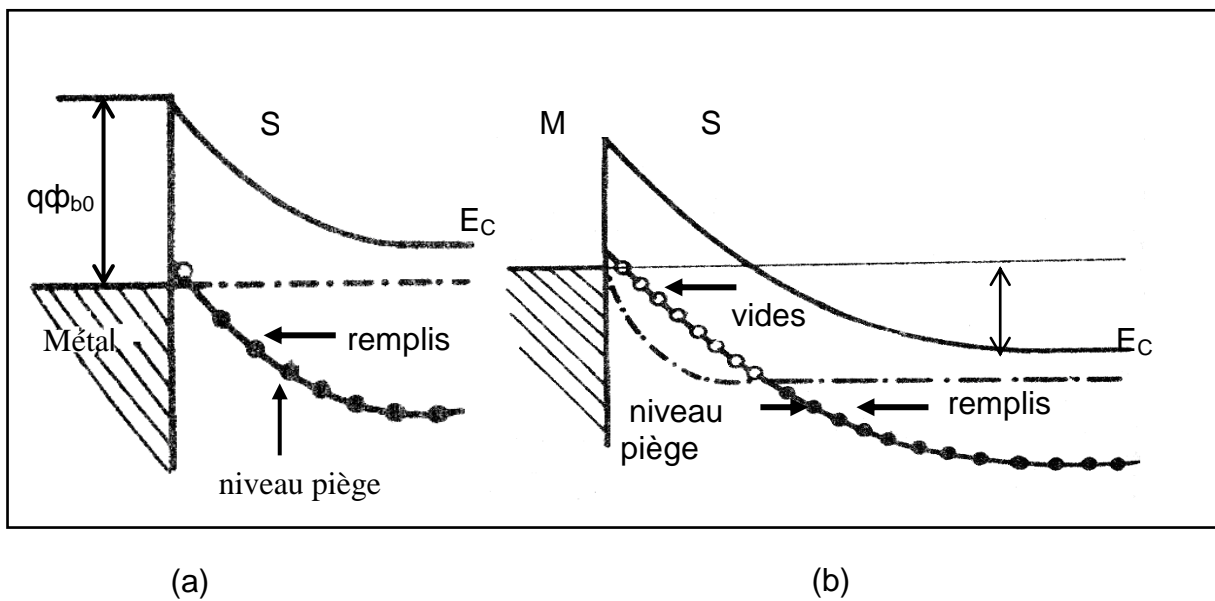 S
qφb0
EC
Métal
remplis
niveau piège
(a)
M
S
vides
EC
niveau
piège
remplis
(b)